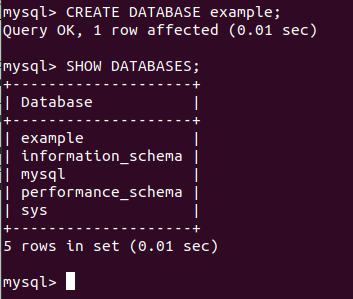 mysql> CREATE DATABASE example;
Query OK, 1 row affected (0.01 sec)
mysql> SHOW DATABASES;
+--------------------+
| Database           |
+--------------------+
| example            |
| information_schema |
| mysql              |
| performance_schema |
| sys                |
+--------------------+
5 rows in set (0.01 sec)
mysql>